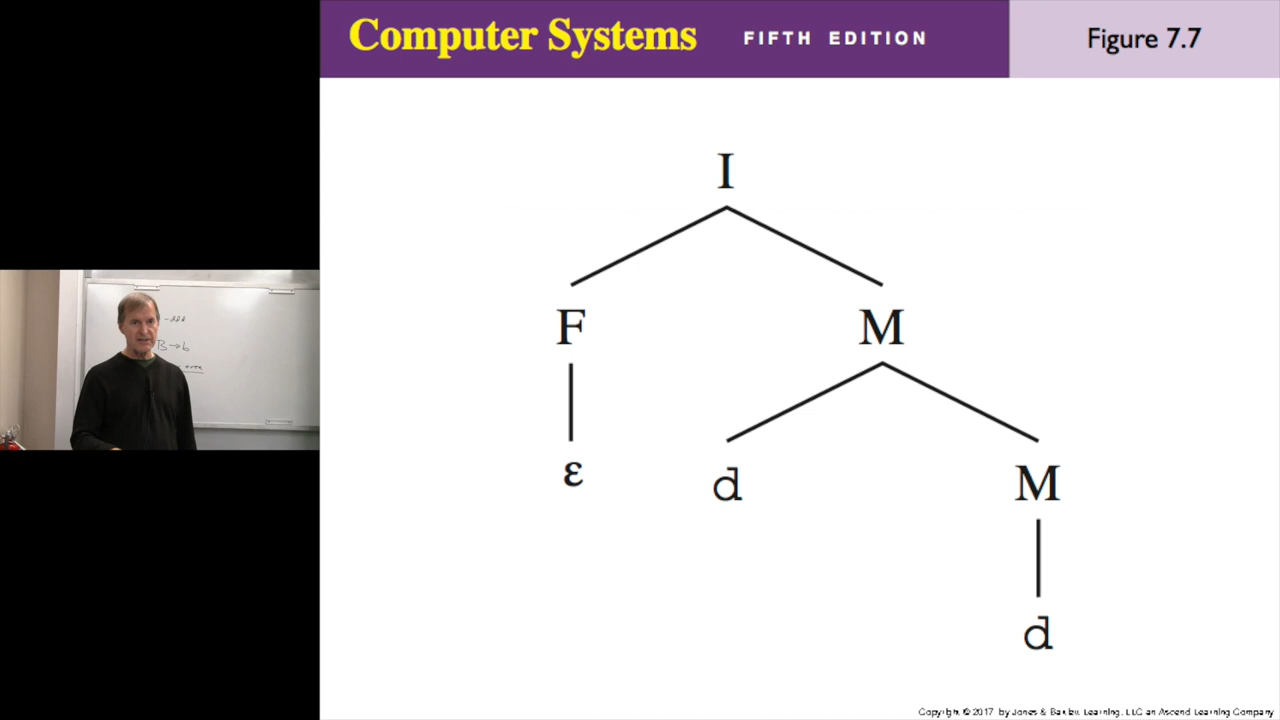 Computer Systems FIFTH EDITION Figure 7.7
I
F M
ε d M
d
B→b
Copyright © 2017 by Jones & Bartlett Learning, LLC an Ascend Learning Company